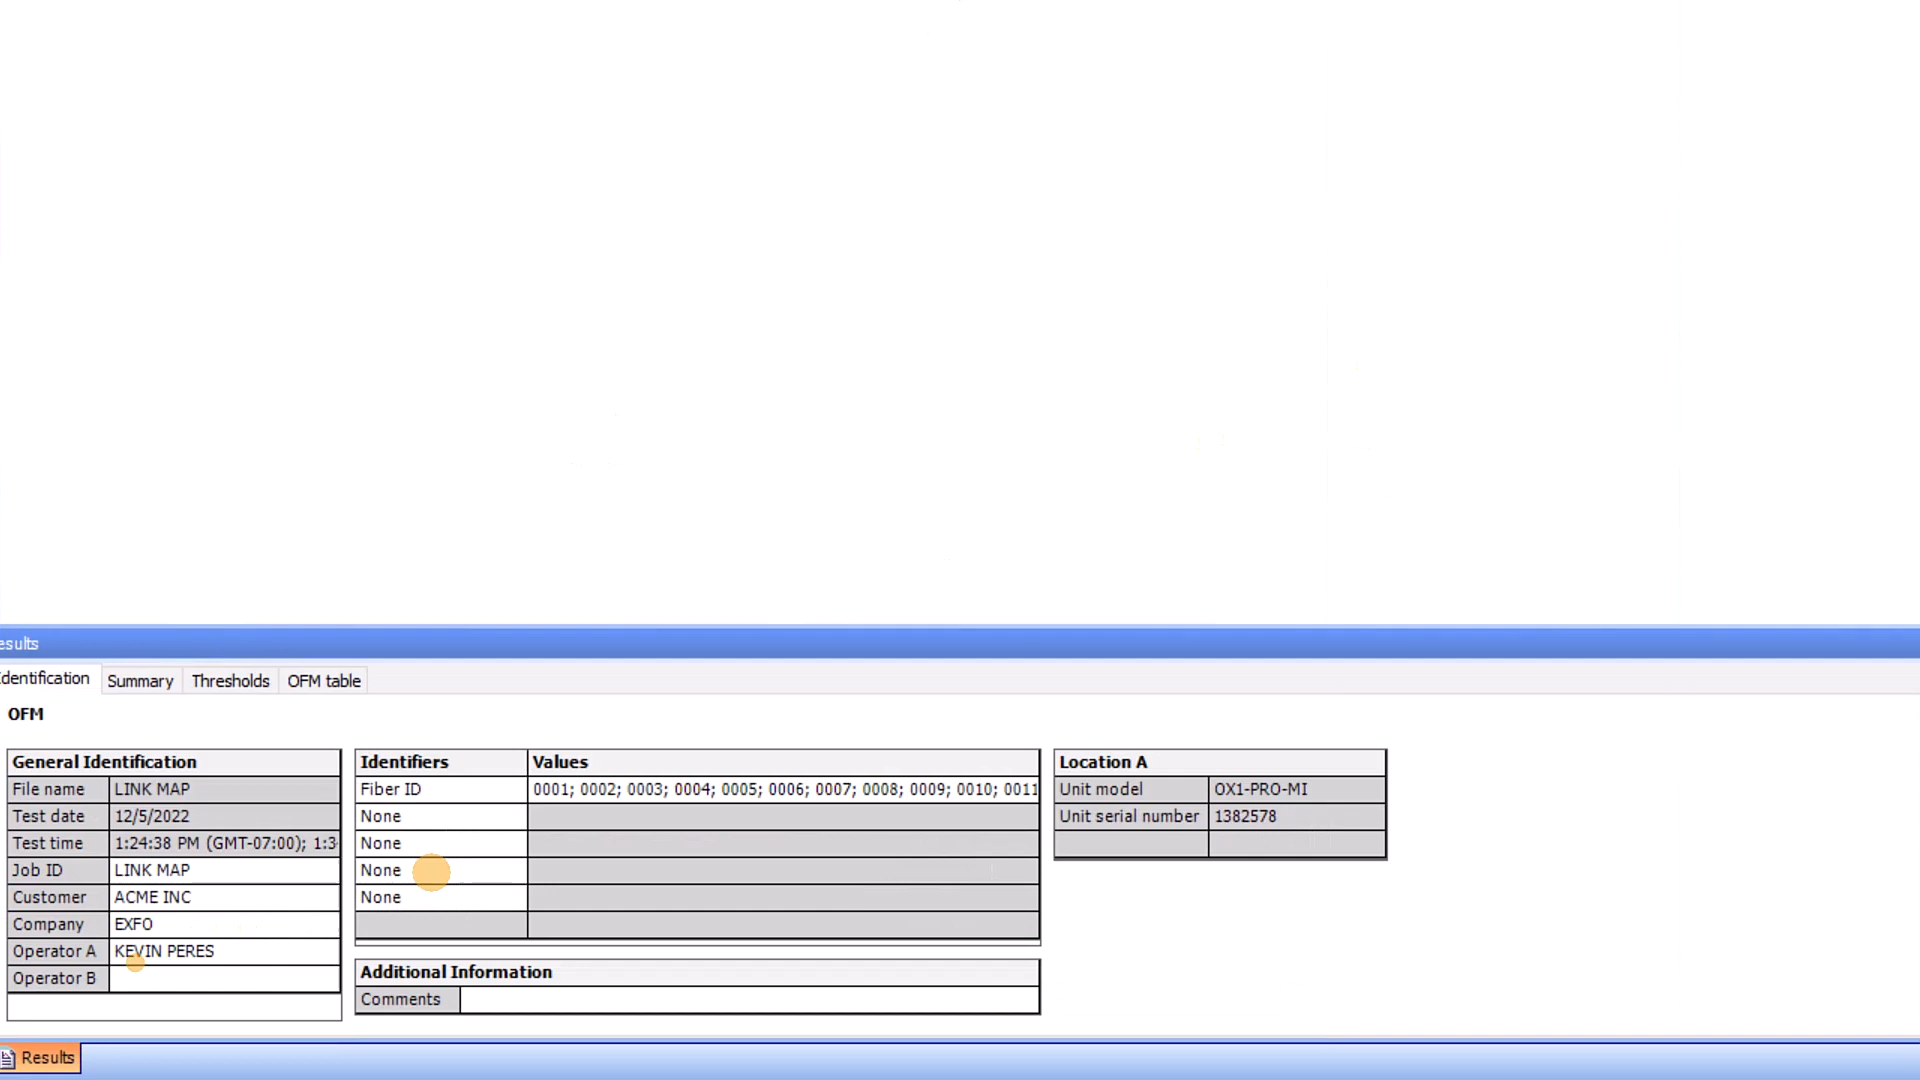 esults
Identification Summary Thresholds OFM table
OFM
General Identification
File name LINK MAP
Test date 12/5/2022
Test time 1:24:38 PM (GMT-07:00); 1:3
Job ID LINK MAP
Customer ACME INC
Company EXFO
Operator A KEVIN PERES
Operator B
Identifiers Values
Fiber ID 0001; 0002; 0003; 0004; 0005; 0006; 0007; 0008; 0009; 0010; 0011
None
None
None
None
Additional Information
Comments
Location A
Unit model OX1-PRO-MI
Unit serial number 1382578
Results